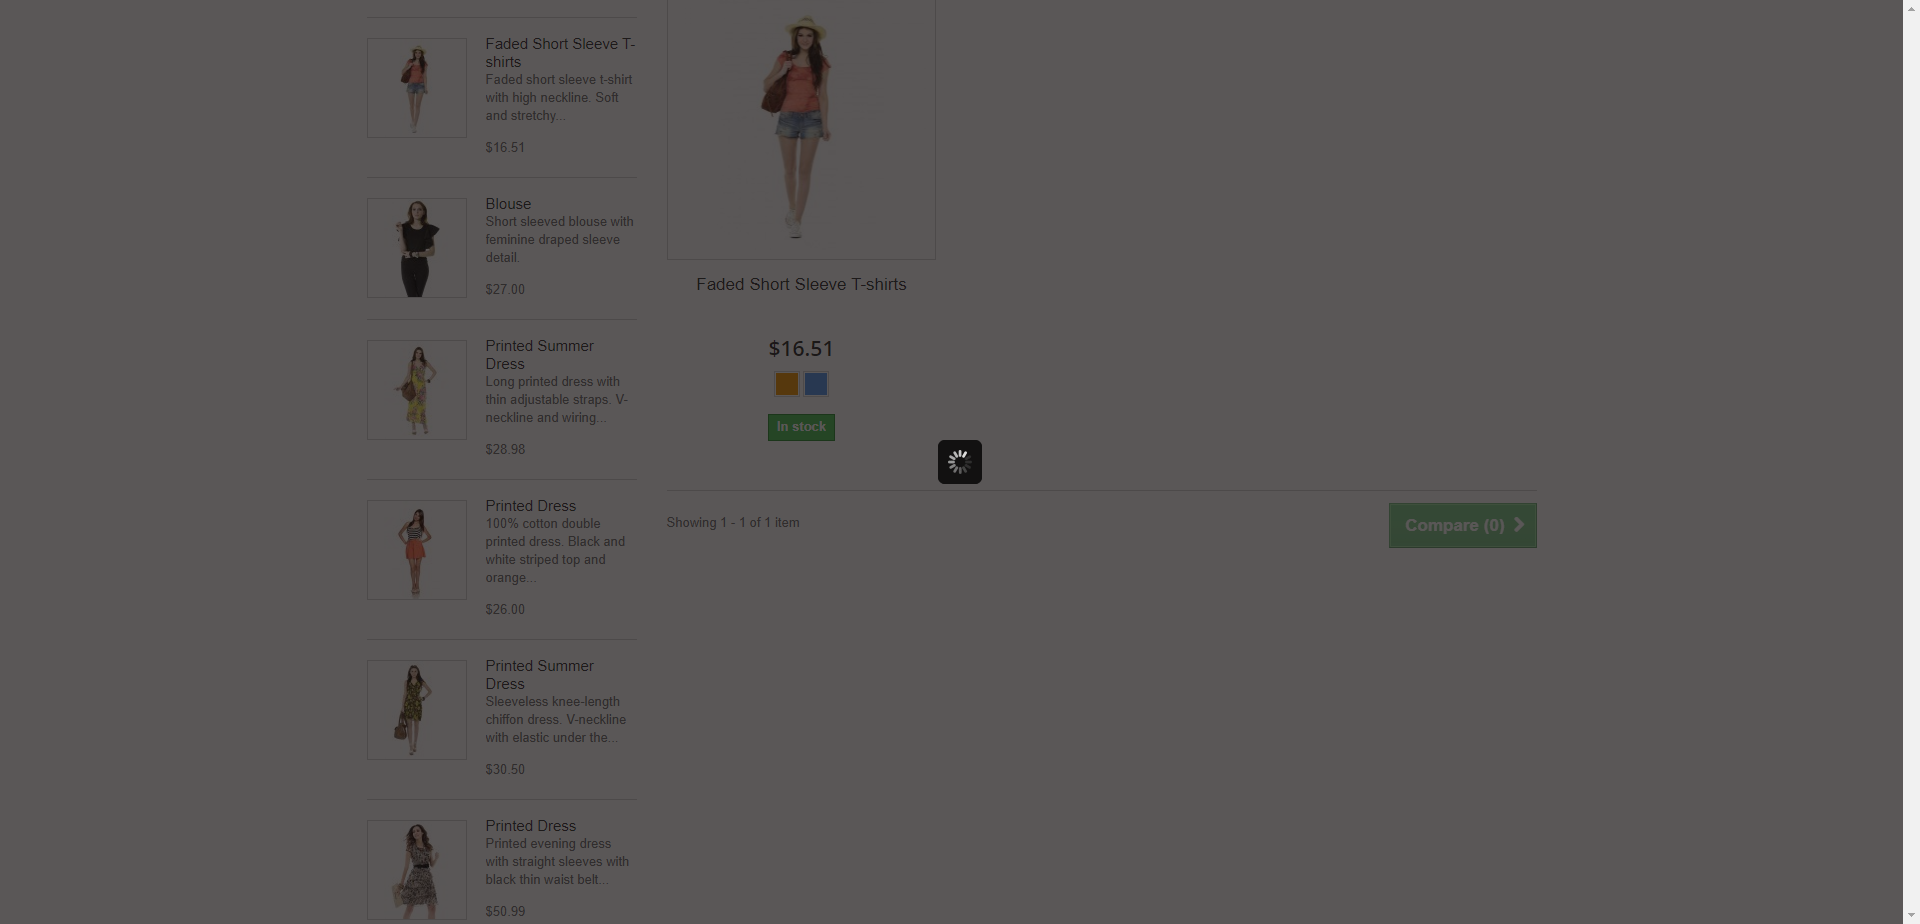 Faded Short Sleeve T-
shirts
Faded short sleeve t-shirt
with high neckline. Soft
and stretchy...
$16.51
Blouse
Short sleeved blouse with
feminine draped sleeve
detail.
$27.00
Printed Summer
Dress
Long printed dress with
thin adjustable straps. V-
neckline and wiring...
$28.98
Printed Dress
100% cotton double
printed dress. Black and
white striped top and
orange...
$26.00
Printed Summer
Dress
Sleeveless knee-length
chiffon dress. V-neckline
with elastic under the...
$30.50
Printed Dress
Printed evening dress
with straight sleeves with
black thin waist belt...
$50.99
Faded Short Sleeve T-shirts
$16.51
In stock
Showing 1 - 1 of 1 item
Compare (0)